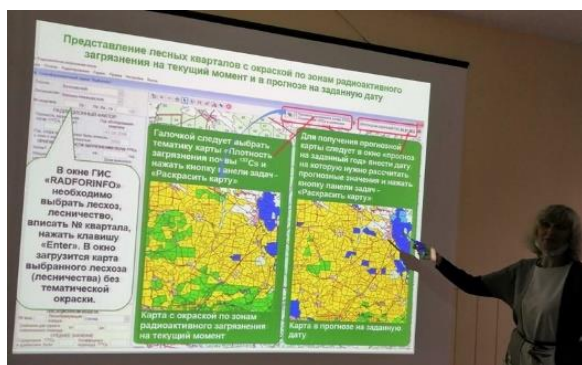 Представление лесных кварталов с окраской по зонам радиоактивного
загрязнения на текущий момент и в прогнозе на заданную дату
В окне ГИС
«RADFORINFO»
необходимо
выбрать лесхоз,
лесничество,
вписать № квартала,
нажать клавишу
«Enter». В окно
загрузится карта
выбранного лесхоза
(лесничества) без
тематической
окраски.
Галочкой следует выбрать
тематику карты «Плотность
загрязнения почвы ¹³⁷Cs» и
нажать кнопку панели задач -
«Раскрасить карту»
Карта с окраской по зонам
радиоактивного загрязнения
на текущий момент
Для получения прогнозной
карты следует в окне «прогноз
на заданный год» внести дату
на которую нужно рассчитать
прогнозные значения и нажать
кнопку панели задач -
«Раскрасить карту»
Карта в прогнозе на заданную
дату